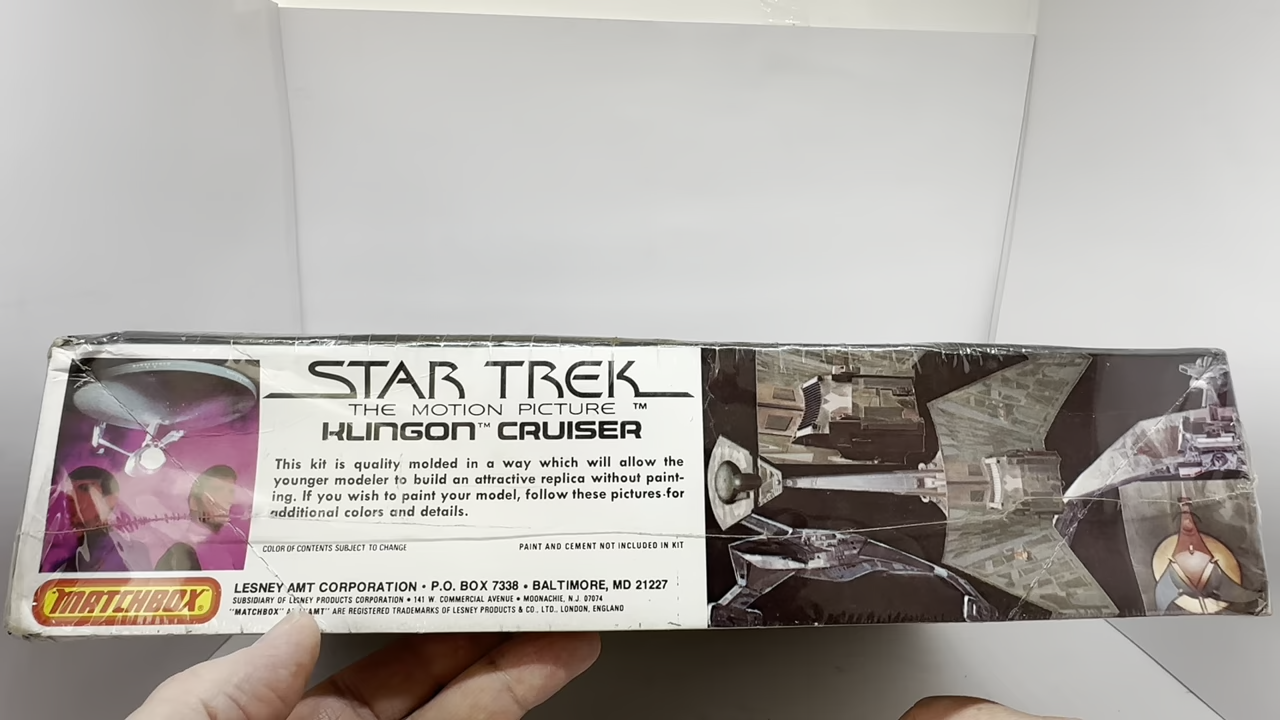 STAR TREK
THE MOTION PICTURE ™
KLINGON™ CRUISER
This kit is quality molded in a way which will allow the
younger modeler to build an attractive replica without paint-
ing. If you wish to paint your model, follow these pictures for
additional colors and details.
COLOR OF CONTENTS SUBJECT TO CHANGE
PAINT AND CEMENT NOT INCLUDED IN KIT
MATCHBOX®
LESNEY AMT CORPORATION • P.O. BOX 7338 • BALTIMORE, MD 21227
SUBSIDIARY OF LESNEY PRODUCTS CORPORATION • 141 W. COMMERCIAL AVENUE • MOONACHIE, N.J. 07074
"MATCHBOX" "AMT" ARE REGISTERED TRADEMARKS OF LESNEY PRODUCTS & CO., LTD., LONDON, ENGLAND